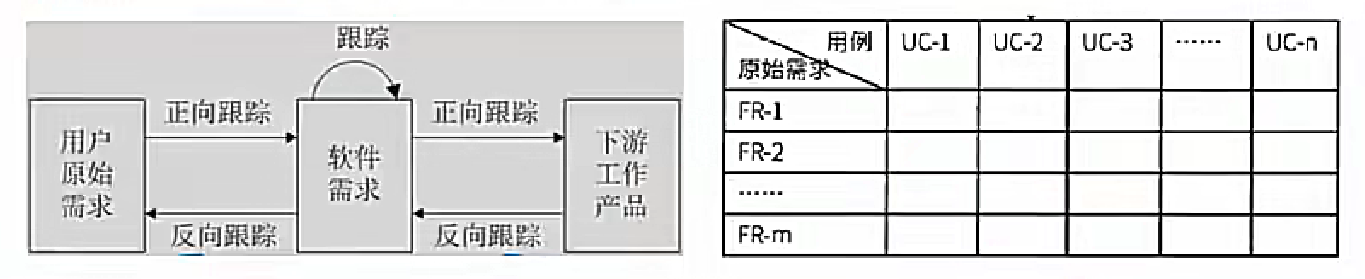 跟踪
正向跟踪
正向跟踪
用户
原始
需求
软件
需求
下游
工作
产品
反向跟踪
反向跟踪
用例
原始需求
UC-1
UC-2
UC-3
……
UC-n
FR-1
FR-2
……
FR-m